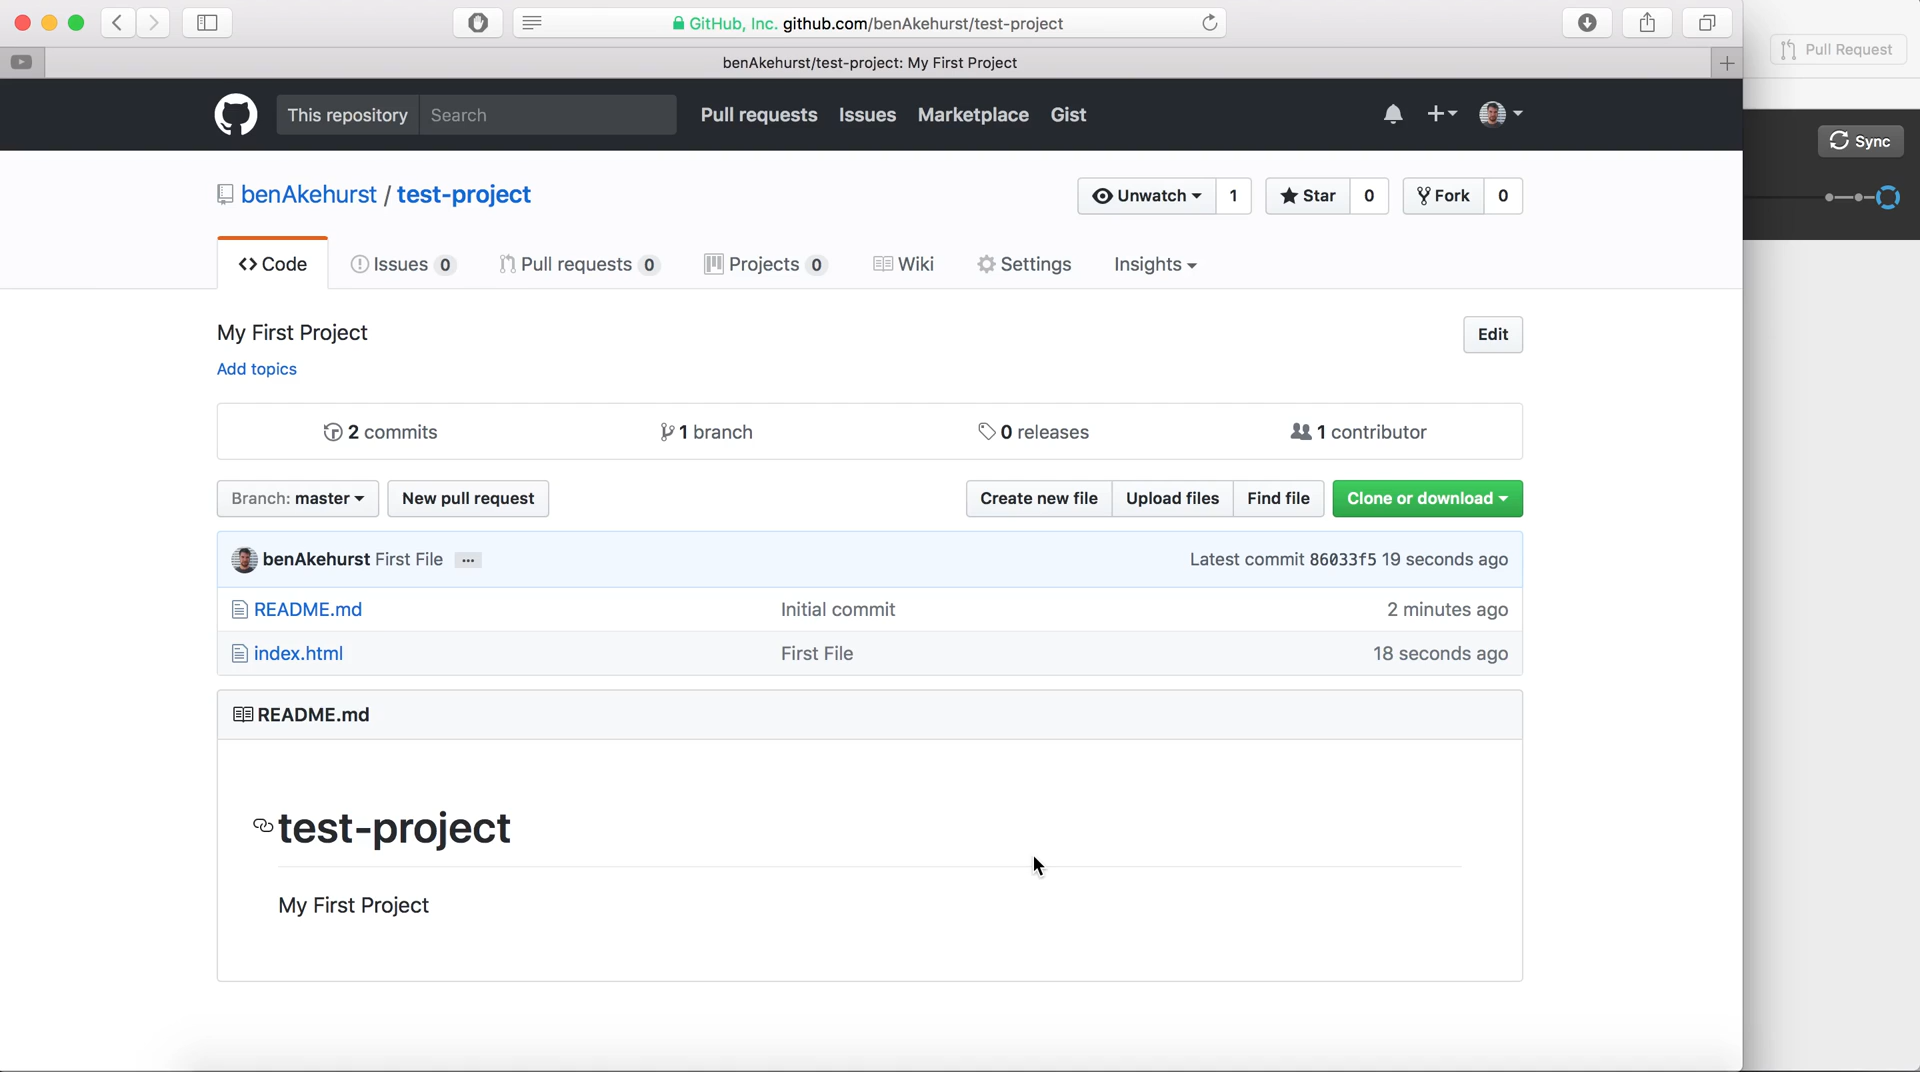 GitHub, Inc. github.com/benAkehurst/test-project
benAkehurst/test-project: My First Project
Pull Request
This repository Search Pull requests Issues Marketplace Gist
Sync
benAkehurst / test-project
Unwatch 1 Star 0 Fork 0
Code Issues 0 Pull requests 0 Projects 0 Wiki Settings Insights
My First Project
Edit
Add topics
2 commits 1 branch 0 releases 1 contributor
Branch: master New pull request Create new file Upload files Find file Clone or download
benAkehurst First File ... Latest commit 86033f5 19 seconds ago
README.md Initial commit 2 minutes ago
index.html First File 18 seconds ago
README.md
test-project
My First Project